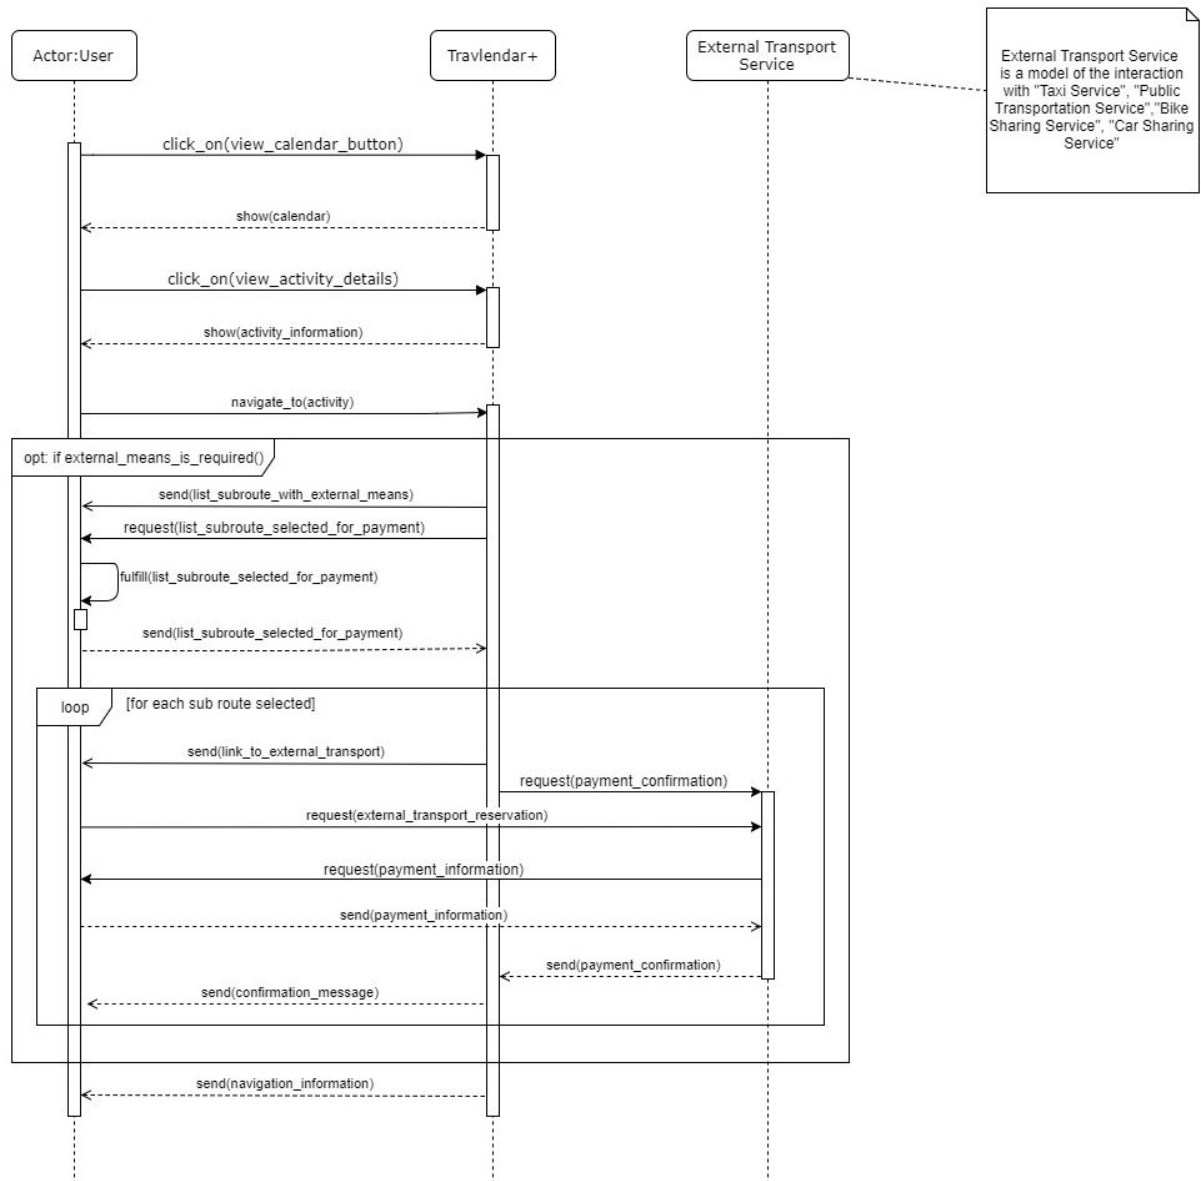 Actor:User
Travlendar+
External Transport
Service
External Transport Service
is a model of the interaction
with "Taxi Service", "Public
Transportation Service","Bike
Sharing Service", "Car Sharing
Service"
click_on(view_calendar_button)
show(calendar)
click_on(view_activity_details)
show(activity_information)
navigate_to(activity)
opt: if external_means_is_required()
send(list_subroute_with_external_means)
request(list_subroute_selected_for_payment)
fulfill(list_subroute_selected_for_payment)
send(list_subroute_selected_for_payment)
loop
[for each sub route selected]
send(link_to_external_transport)
request(payment_confirmation)
request(external_transport_reservation)
request(payment_information)
send(payment_information)
send(payment_confirmation)
send(confirmation_message)
send(navigation_information)